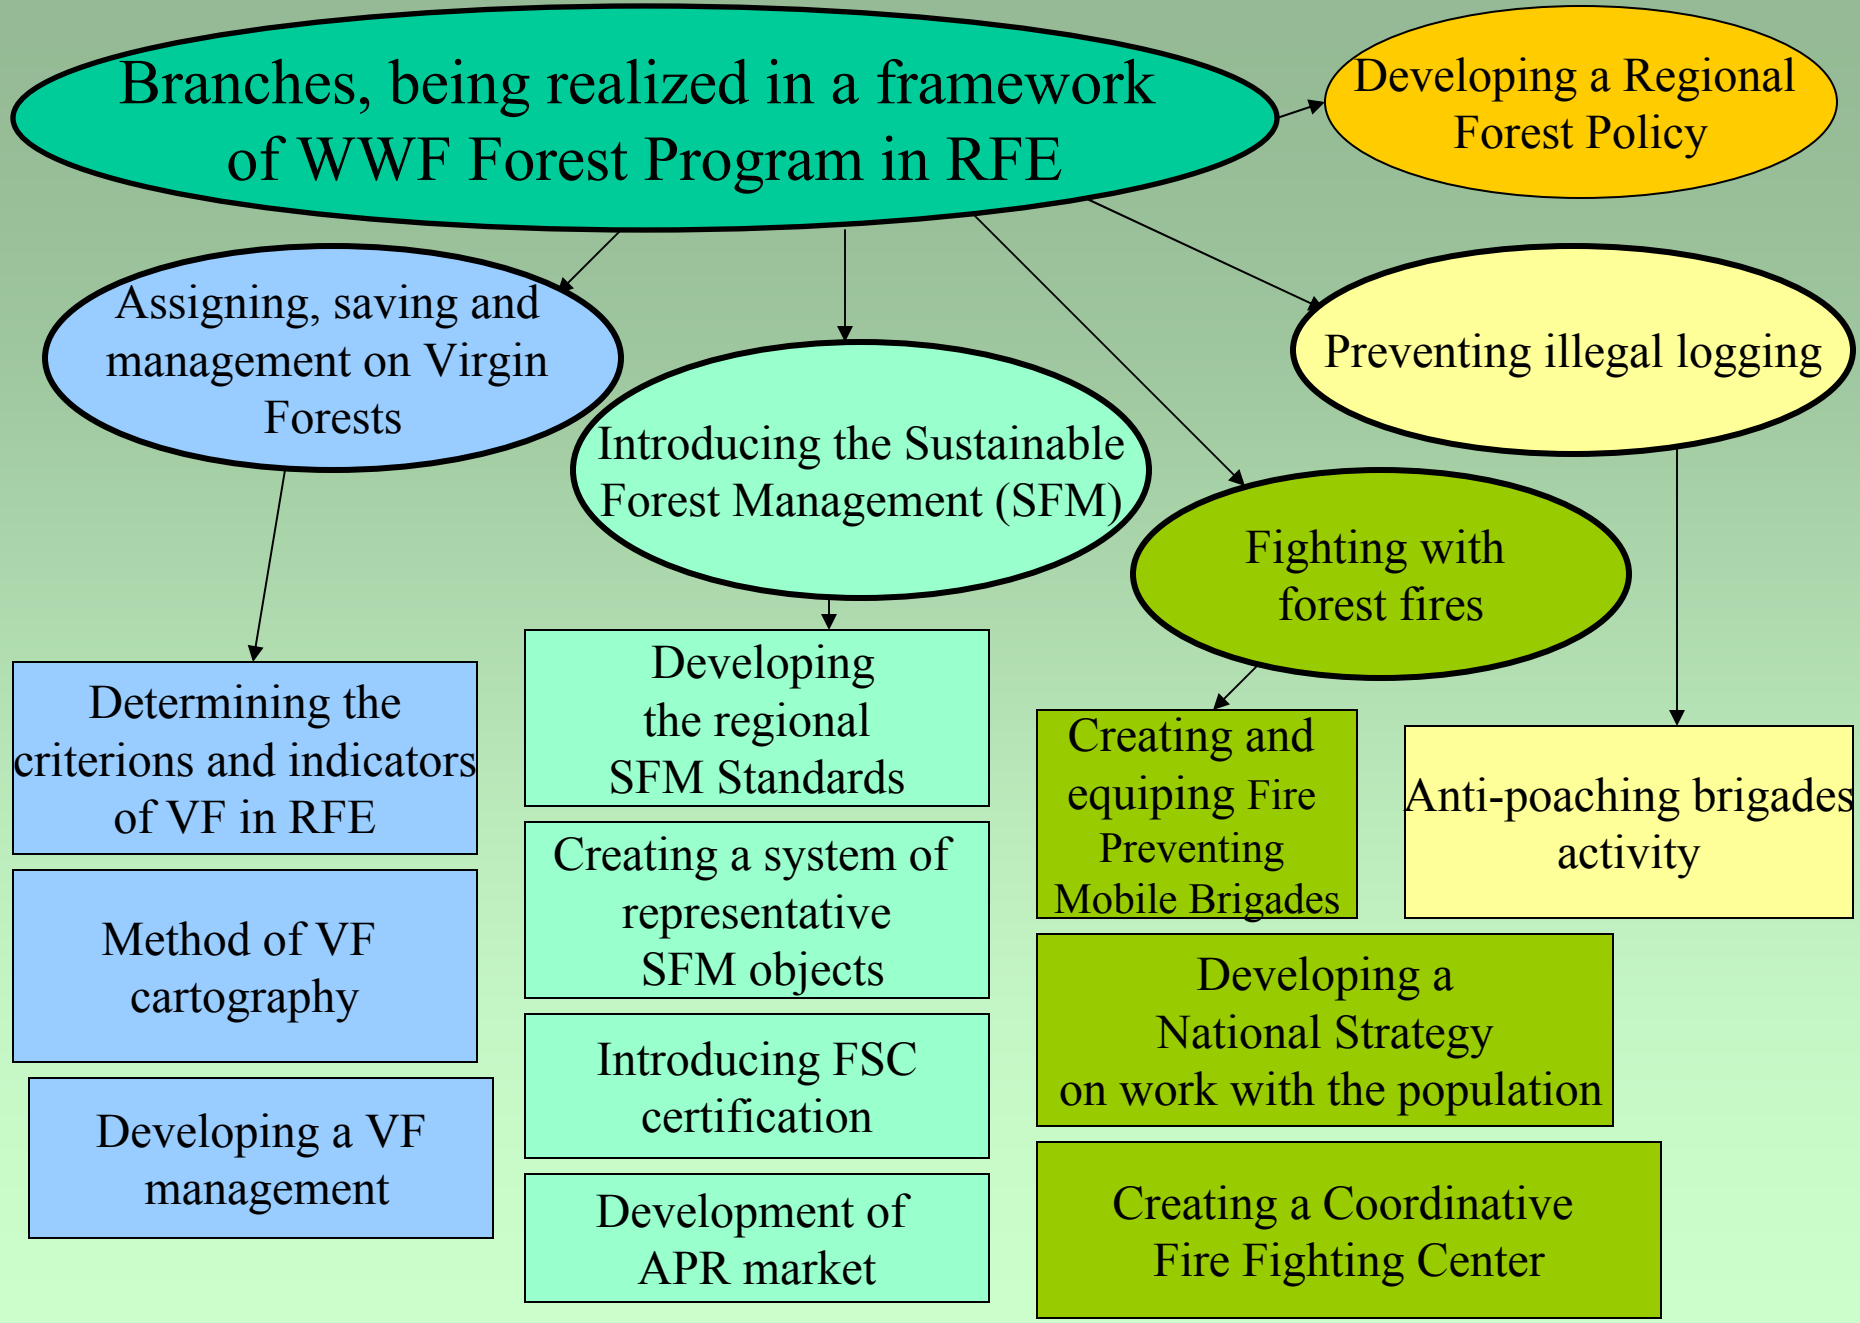 Branches, being realized in a framework
of WWF Forest Program in RFE
Developing a Regional
Forest Policy
Assigning, saving and
management on Virgin
Forests
Introducing the Sustainable
Forest Management (SFM)
Preventing illegal logging
Fighting with
forest fires
Determining the
criterions and indicators
of VF in RFE
Method of VF
cartography
Developing a VF
management
Developing
the regional
SFM Standards
Creating a system of
representative
SFM objects
Introducing FSC
certification
Development of
APR market
Creating and
equiping Fire
Preventing
Mobile Brigades
Developing a
National Strategy
on work with the population
Creating a Coordinative
Fire Fighting Center
Anti-poaching brigades
activity